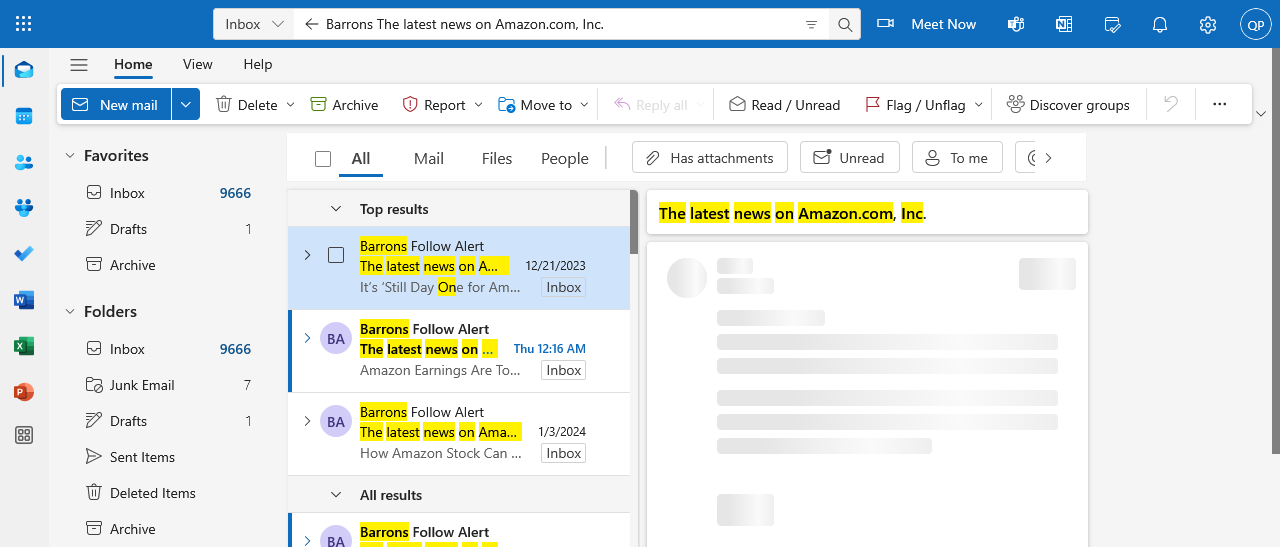 Inbox
Barrons The latest news on Amazon.com, Inc.
Meet Now
QP
Home
View
Help
New mail
Delete
Archive
Report
Move to
Reply all
Read / Unread
Flag / Unflag
Discover groups
Favorites
Inbox 9666
Drafts 1
Archive
Folders
Inbox 9666
Junk Email 7
Drafts 1
Sent Items
Deleted Items
Archive
All
Mail
Files
People
Has attachments
Unread
To me
Top results
Barrons Follow Alert
The latest news on A... 12/21/2023
It's ‘Still Day One for Am... Inbox
BA
Barrons Follow Alert
The latest news on ... Thu 12:16 AM
Amazon Earnings Are To... Inbox
BA
Barrons Follow Alert
The latest news on Ama... 1/3/2024
How Amazon Stock Can ... Inbox
All results
BA
Barrons Follow Alert
The latest news on Amazon.com, Inc.